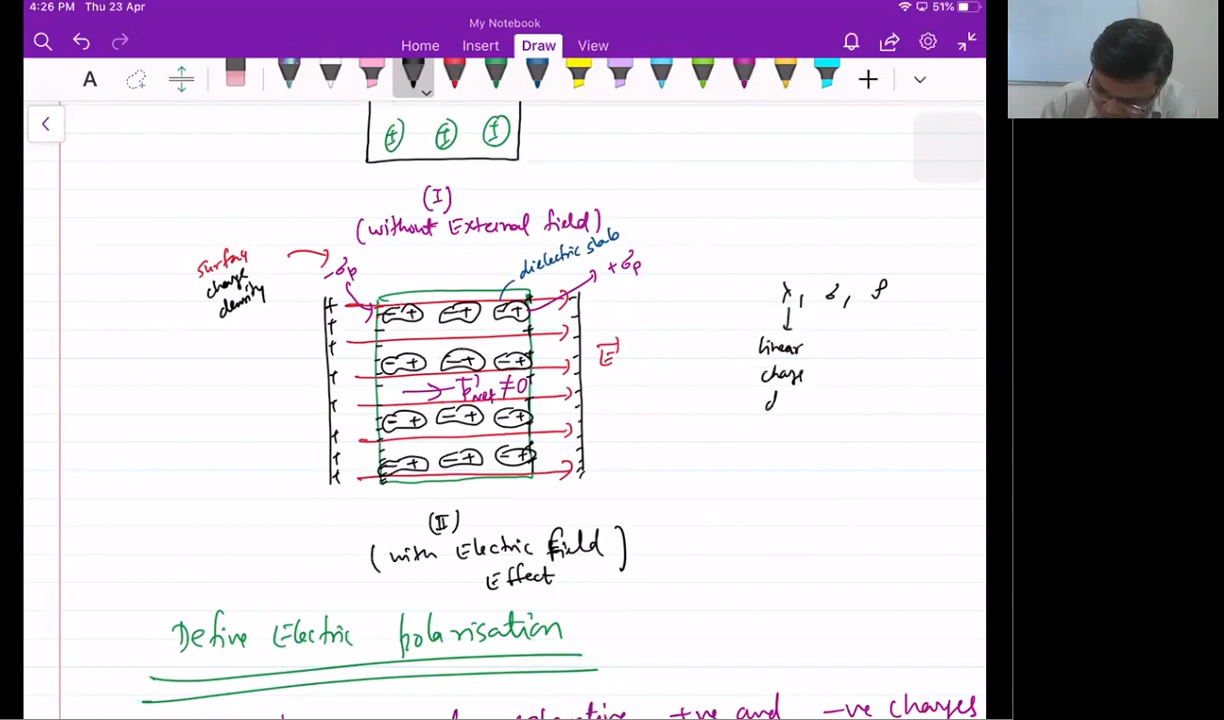 4:26 PM Thu 23 Apr
51%
My Notebook
Home Insert Draw View
A
(I)
(without External field)
surface
charge
density
-σp
dielectric slab
+σp
E
Pnet ≠0
λ, σ, ρ
linear
charge
d
(II)
(with Electric Field)
Effect
Define Electric polarisation
+ve and -ve charges